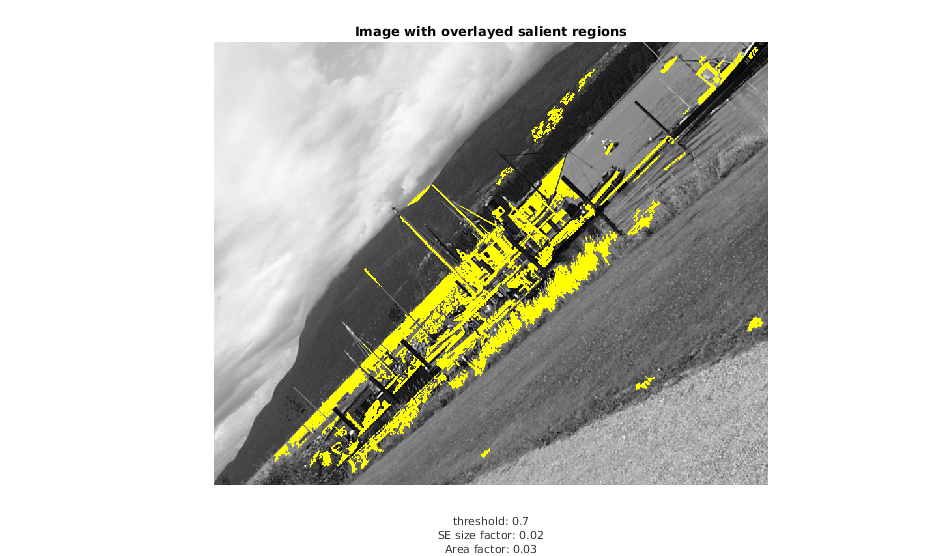 Image with overlayed salient regions
threshold: 0.7
SE size factor: 0.02
Area factor: 0.03